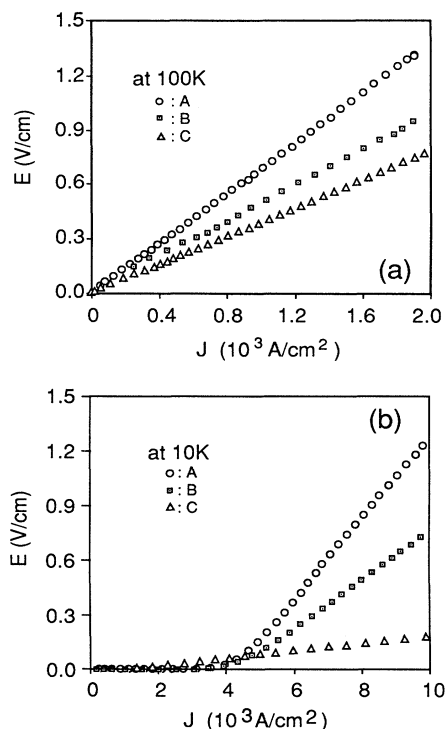 1.5
at 100K
○ : A
1.2
⊡ : B
△ : C
0.9
E (V/cm)
0.6
0.3
(a)
0.0
0 0.4 0.8 1.2 1.6 2.0
J (10³ A/cm²)
1.5
(b)
at 10K
○ : A
1.2
⊡ : B
△ : C
0.9
E (V/cm)
0.6
0.3
0.0
0 2 4 6 8 10
J (10³ A/cm²)